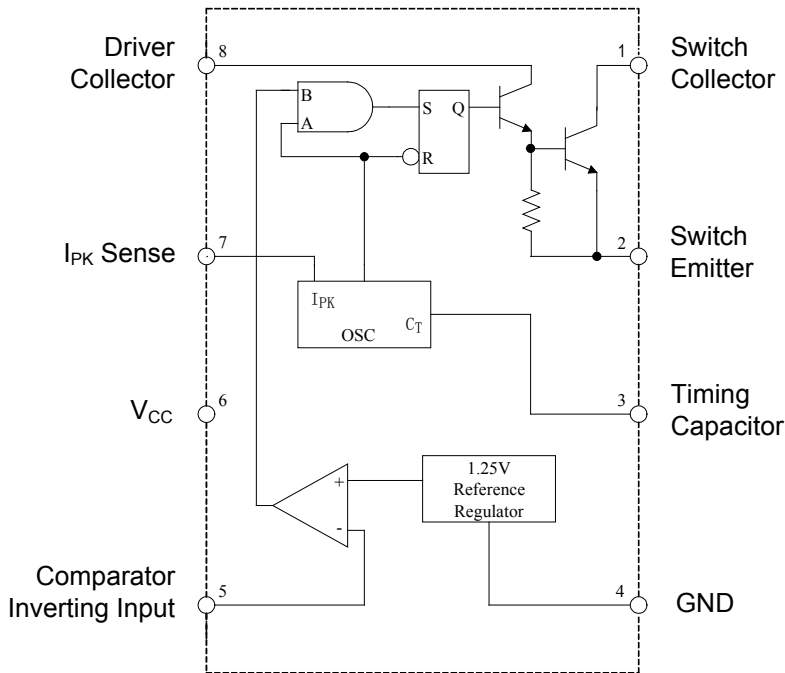 Driver
Collector
8
1
Switch
Collector
B
A
S
Q
R
IPK Sense
7
2
Switch
Emitter
IPK
CT
OSC
VCC
6
3
Timing
Capacitor
1.25V
Reference
Regulator
+
-
Comparator
Inverting Input
5
4
GND